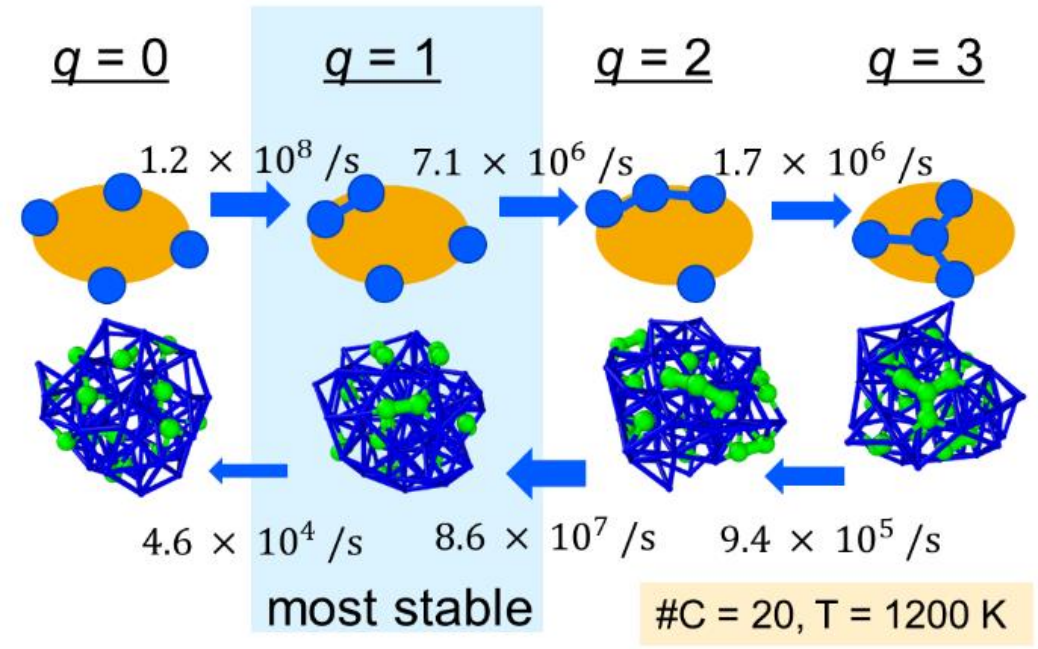 q = 0 q = 1 q = 2 q = 3
1.2 × 10⁸ /s 7.1 × 10⁶ /s 1.7 × 10⁶ /s
4.6 × 10⁴ /s 8.6 × 10⁷ /s 9.4 × 10⁵ /s
most stable
#C = 20, T = 1200 K